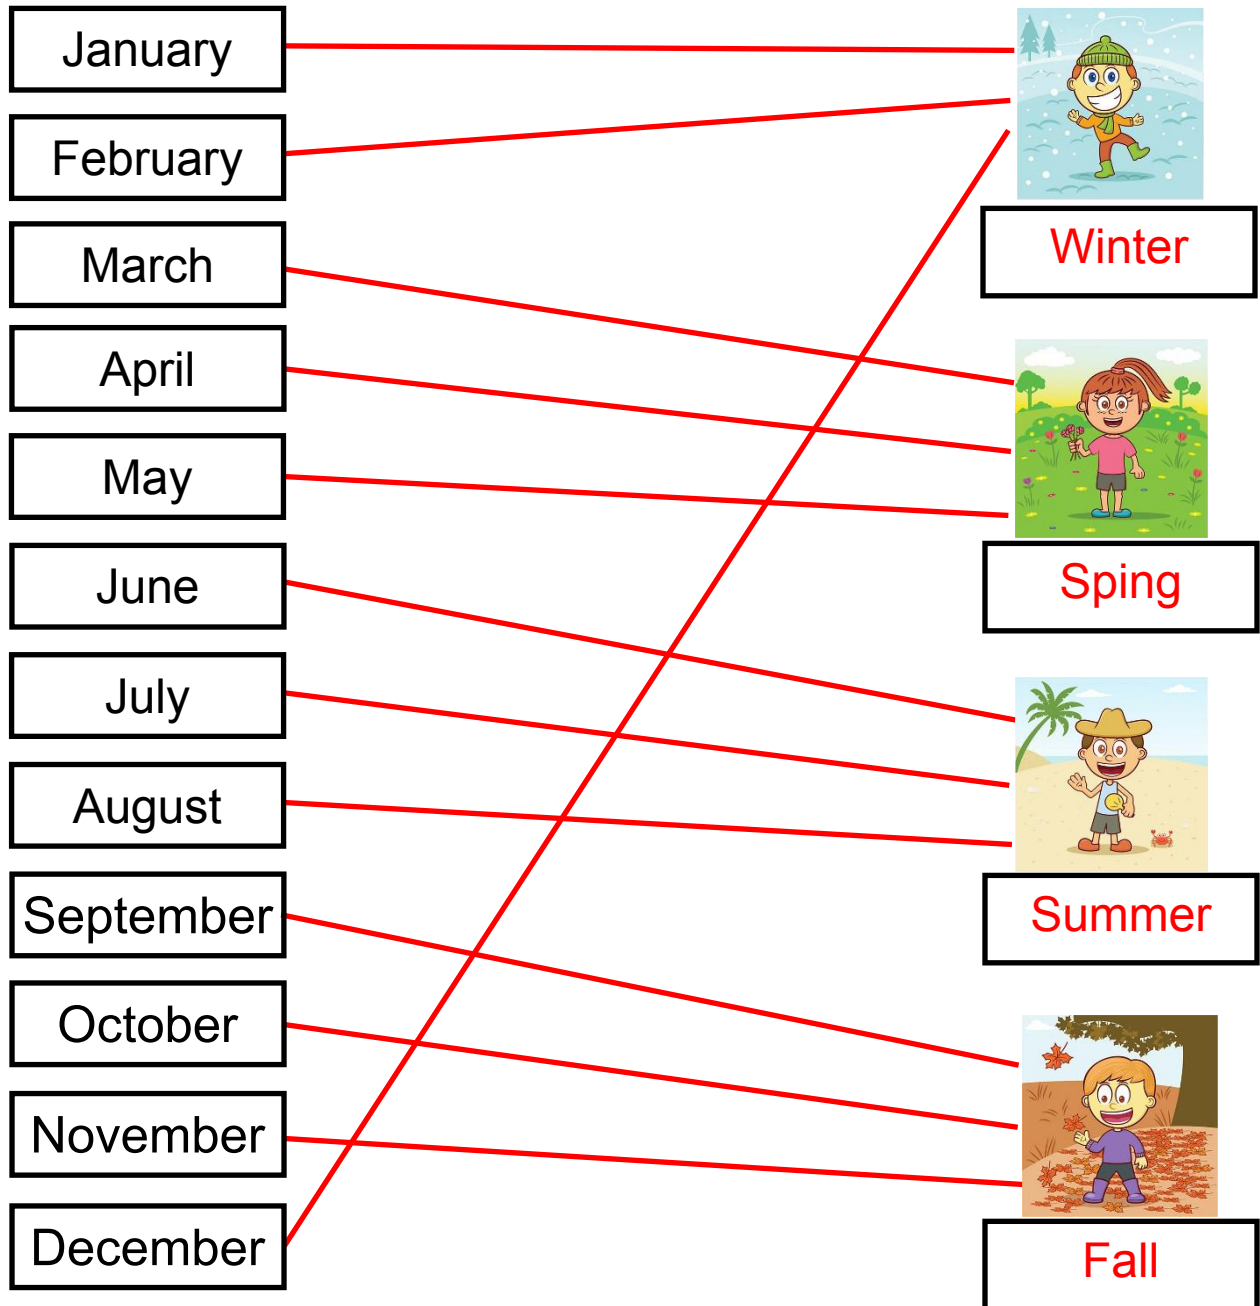 January
February
March
April
May
June
July
August
September
October
November
December
Winter
Sping
Summer
Fall